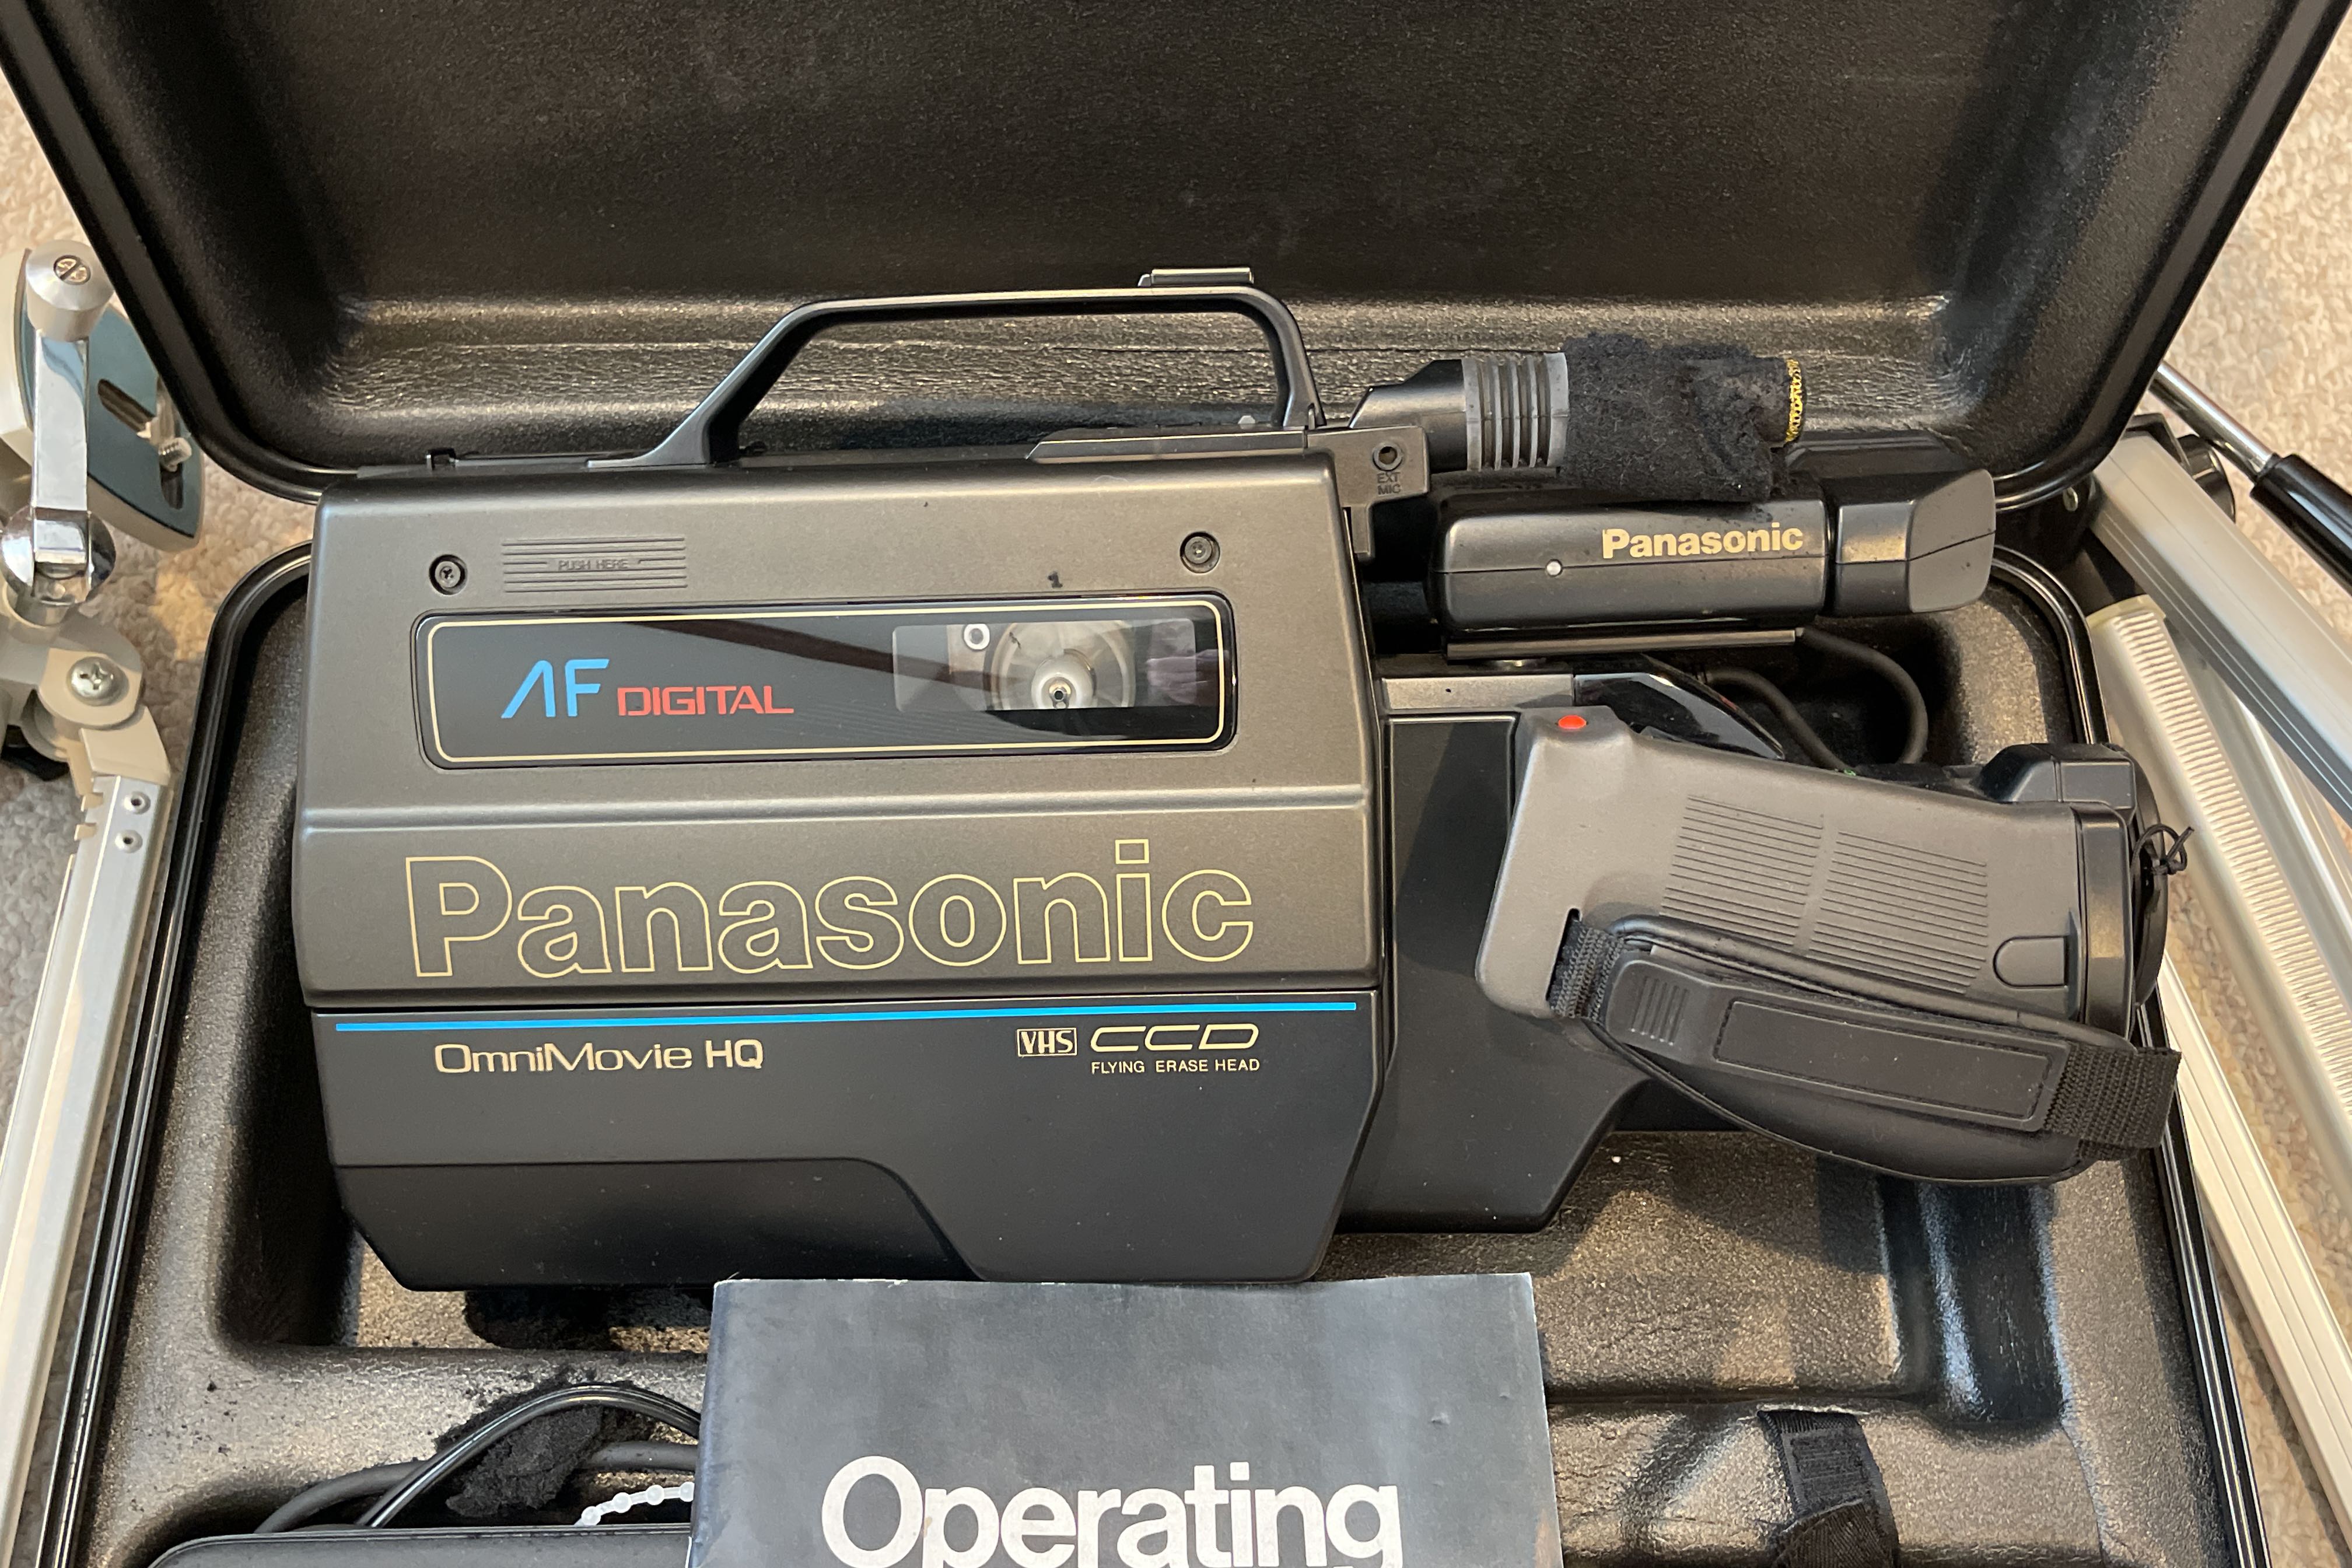 EXT
MIC
Panasonic
PUSH HERE
AF DIGITAL
Panasonic
OmniMovie HQ
VHS CCD
FLYING ERASE HEAD
Operating